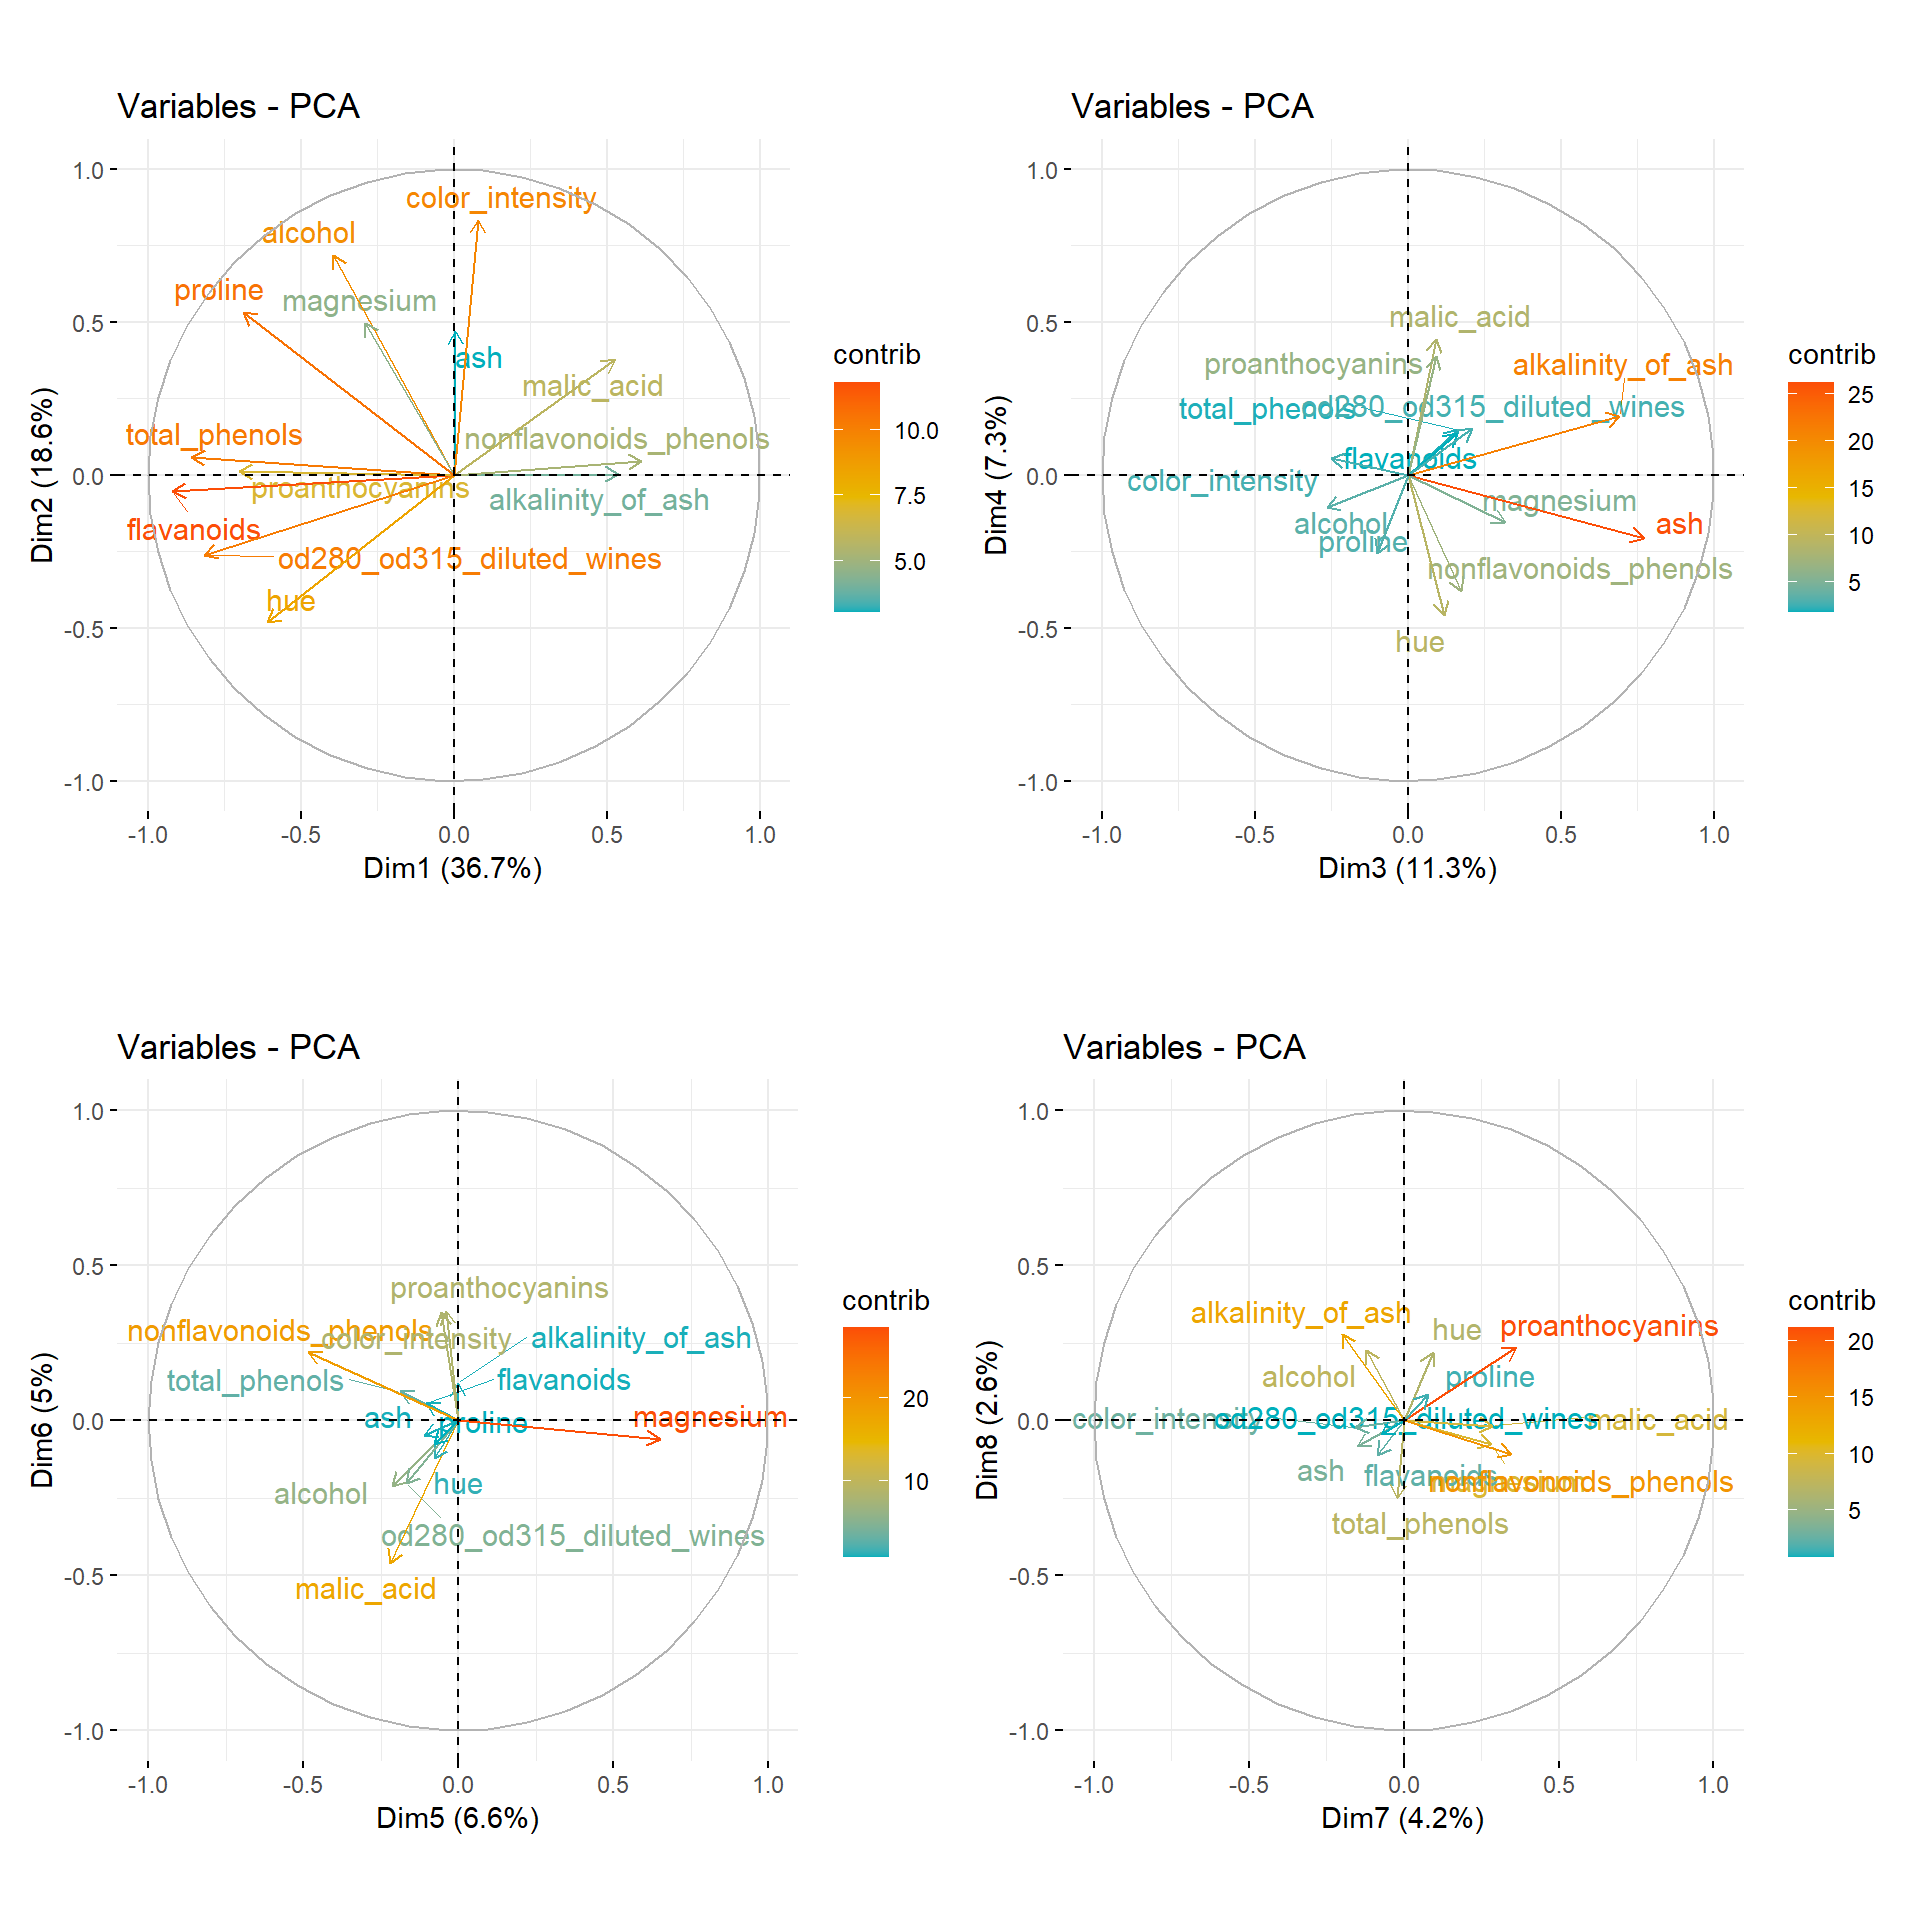 Variables - PCA
color_intensity
alcohol
proline
magnesium
ash
malic_acid
total_phenols
nonflavonoids_phenols
proanthocyanins
alkalinity_of_ash
flavanoids
od280_od315_diluted_wines
hue
1.0
0.5
0.0
-0.5
-1.0
Dim2 (18.6%)
-1.0 -0.5 0.0 0.5 1.0
Dim1 (36.7%)
contrib
10.0
7.5
5.0
Variables - PCA
malic_acid
proanthocyanins
alkalinity_of_ash
total_phenols
od280_od315_diluted_wines
flavanoids
color_intensity
magnesium
alcohol
ash
proline
nonflavonoids_phenols
hue
1.0
0.5
0.0
-0.5
-1.0
Dim4 (7.3%)
-1.0 -0.5 0.0 0.5 1.0
Dim3 (11.3%)
contrib
25
20
15
10
5
Variables - PCA
proanthocyanins
nonflavonoids_phenols
color_intensity
alkalinity_of_ash
total_phenols
flavanoids
ash
proline
magnesium
hue
alcohol
od280_od315_diluted_wines
malic_acid
1.0
0.5
0.0
-0.5
-1.0
Dim6 (5%)
-1.0 -0.5 0.0 0.5 1.0
Dim5 (6.6%)
contrib
20
10
Variables - PCA
alkalinity_of_ash
hue
proanthocyanins
alcohol
proline
color_intensity
od280_od315_diluted_wines
malic_acid
ash
flavanoids
magnesium
nonflavonoids_phenols
total_phenols
1.0
0.5
0.0
-0.5
-1.0
Dim8 (2.6%)
-1.0 -0.5 0.0 0.5 1.0
Dim7 (4.2%)
contrib
20
15
10
5